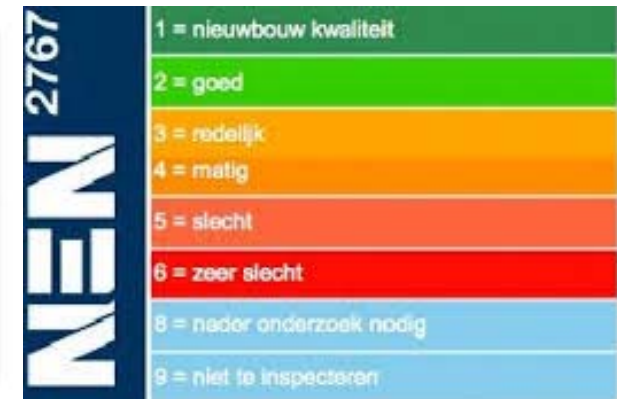 NEN 2767
1 = nieuwbouw kwaliteit
2 = goed
3 = redelijk
4 = matig
5 = slecht
6 = zeer slecht
8 = nader onderzoek nodig
9 = niet te inspecteren